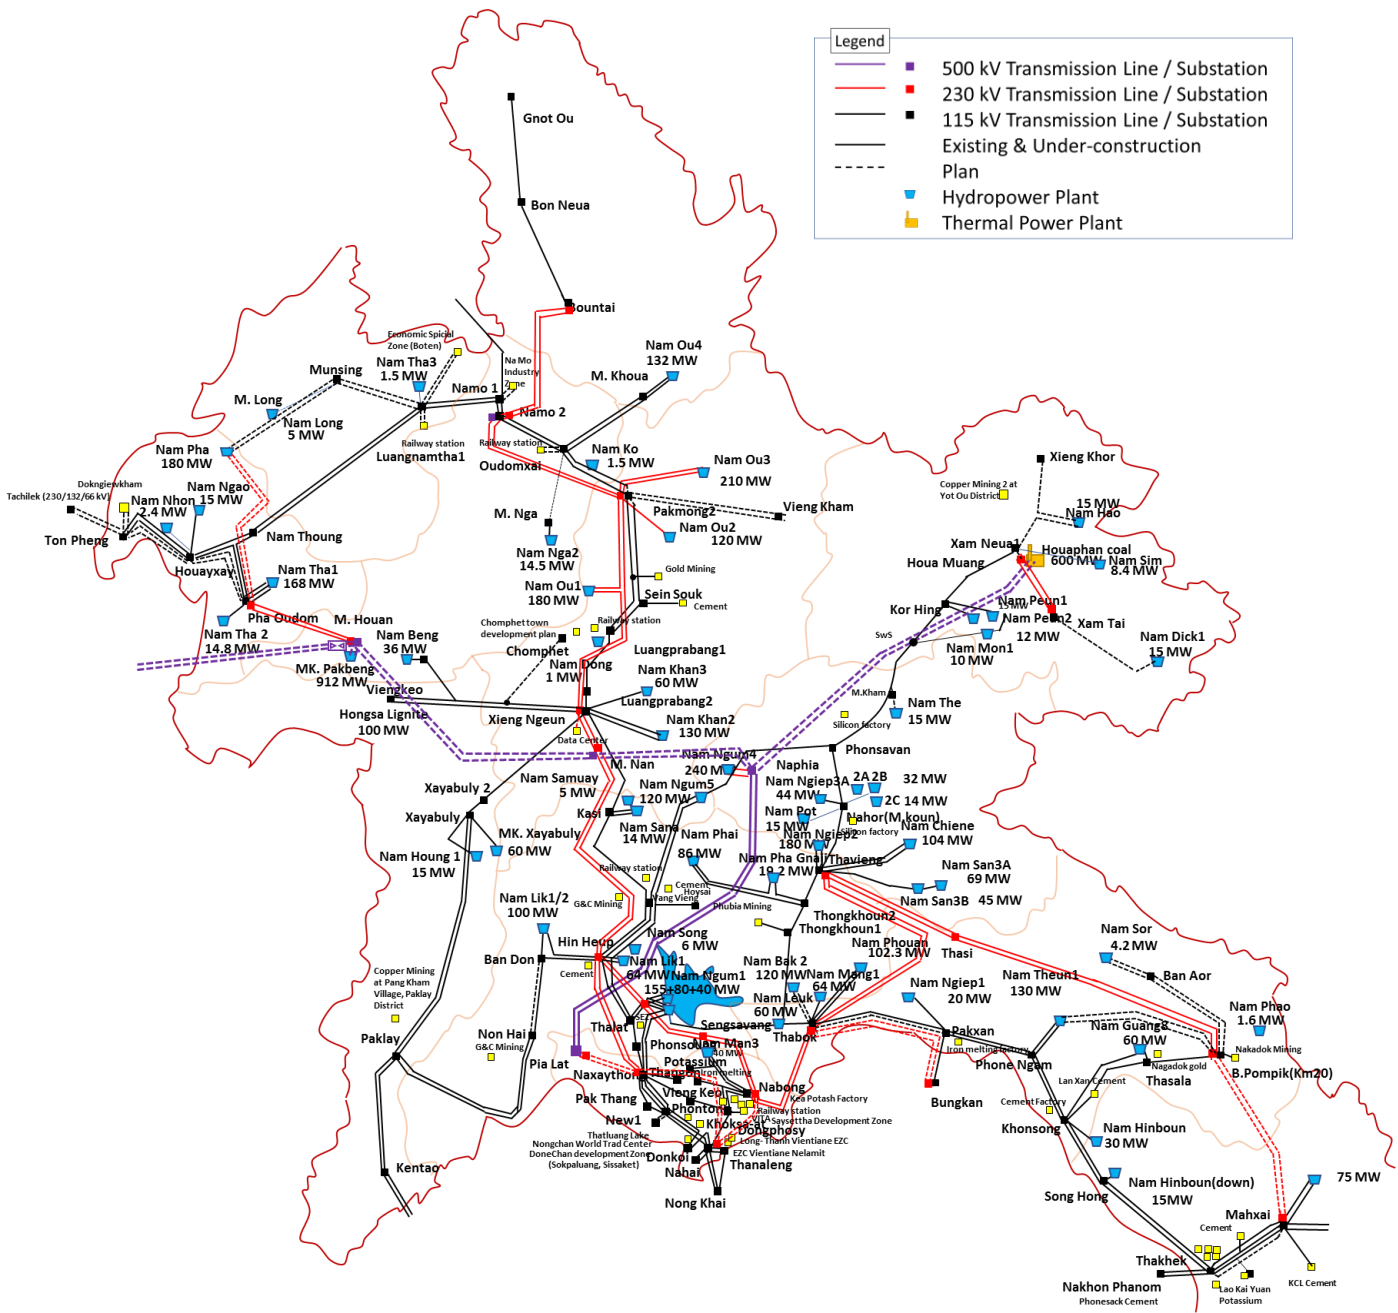 Legend
500 kV Transmission Line / Substation
230 kV Transmission Line / Substation
115 kV Transmission Line / Substation
Existing & Under-construction
Plan
Hydropower Plant
Thermal Power Plant
Gnot Ou
Bon Neua
Bountai
Economic Spicial
Zone (Boten)
Nam Tha3
1.5 MW
Munsing
Na Mo
Industry
Zone
Nam Ou4
132 MW
M. Khoua
Namo 1
Namo 2
M. Long
Nam Long
5 MW
Railway station
Luangnamtha1
Railway station
Oudomxai
Nam Ko
1.5 MW
Nam Ou3
210 MW
Nam Pha
180 MW
Nam Ngao
15 MW
Dokngiewkham
Tachilek (230/132/66 kV)
Nam Nhon
2.4 MW
Ton Pheng
Houayxay
Nam Thoung
M. Nga
Nam Nga2
14.5 MW
Pakmong2
Vieng Kham
Nam Ou2
120 MW
Nam Tha1
168 MW
Pha Oudom
Nam Tha 2
14.8 MW
Nam Ou1
180 MW
Gold Mining
Sein Souk
Cement
Railway station
Chomphet town
development plan
Chomphet
Nam Dong
1 MW
Luangprabang1
M. Houan
Nam Beng
36 MW
MK. Pakbeng
912 MW
Viengkeo
Hongsa Lignite
100 MW
Xieng Ngeun
Nam Khan3
60 MW
Luangprabang2
Nam Khan2
130 MW
Data Center
M. Nan
Nam Samuay
5 MW
Xayabuly 2
Xayabuly
MK. Xayabuly
60 MW
Nam Houng 1
15 MW
Kasi
Nam Sana
14 MW
Nam Ngum5
120 MW
Nam Ngum4
240 M
Naphia
Xieng Khor
Copper Mining 2 at
Yot Ou District
15 MW
Nam Hao
Xam Neua1
Houa Muang
Houaphan coal
600 MW
Nam Sim
8.4 MW
Kor Hing
Nam Peun1
15 MW
Nam Peun2
12 MW
Xam Tai
Nam Mon1
10 MW
Nam Dick1
15 MW
SwS
M.Kham
Nam The
15 MW
Silicon factory
Phonsavan
Nam Ngiep3A
44 MW
2A 2B
32 MW
2C 14 MW
Nam Pot
15 MW
Nahor(M.koun)
Silicon factory
Nam Ngiep2
180 MW
Nam Chiene
104 MW
Nam Phai
86 MW
Nam Pha Gnai
19.2 MW
Thavieng
Nam San3A
69 MW
Nam San3B
45 MW
Railway station
Cement
Hoysai
Vang Vieng
G&C Mining
Phubia Mining
Thongkhoun2
Thongkhoun1
Nam Lik1/2
100 MW
Hin Heup
Ban Don
Cement
Nam Song
6 MW
Nam Lik1
64 MW
Nam Ngum1
155+80+40 MW
Nam Bak 2
120 MW
Nam Phouan
102.3 MW
Nam Mang1
64 MW
Nam Leuk
60 MW
Thasi
Nam Theun1
130 MW
Nam Ngiep1
20 MW
Nam Sor
4.2 MW
Ban Aor
Nam Phao
1.6 MW
Nakadok Mining
B.Pompik(Km20)
Nam Guang8
60 MW
Nagadok gold
Thasala
Copper Mining
at Pang Kham
Village, Paklay
District
Paklay
Kentao
Non Hai
G&C Mining
Pia Lat
Thalat
Phonsoung
Sengsavang
Thabok
Nam Man3
40 MW
Potassium
Iron melting
Naxaythong
Thangon
Vieng Keo
Nabong
Kea Potash Factory
Pak Thang
Phontong
Railway station
VITA
Saysettha Development Zone
New1
Khoksa-at
Thatluang Lake
Nongchan World Trad Center
DoneChan development Zone
(Sokpaluang, Sissaket)
Dongphosy
Long- Thanh Vientiane EZC
EZC Vientiane Nelamit
Donkoi
Nahai
Thanaleng
Nong Khai
Pakxan
Iron melting factory
Bungkan
Phone Ngam
Lan Xan Cement
Cement Factory
Khonsong
Nam Hinboun
30 MW
Song Hong
Nam Hinboun(down)
15MW
75 MW
Mahxai
Cement
Thakhek
Nakhon Phanom
Phonesack Cement
Lao Kai Yuan
Potassium
KCL Cement